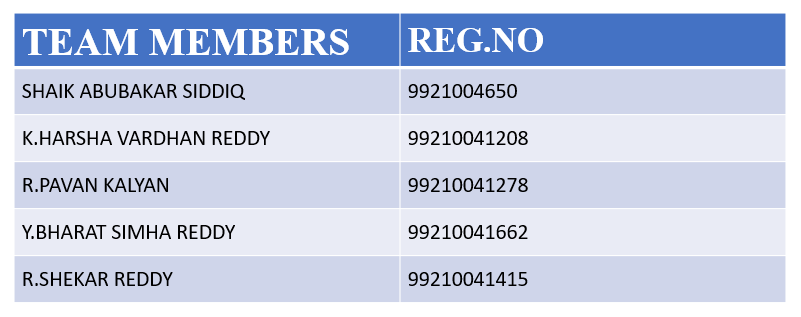 TEAM MEMBERS REG.NO
SHAIK ABUBAKAR SIDDIQ 9921004650
K.HARSHA VARDHAN REDDY 99210041208
R.PAVAN KALYAN 99210041278
Y.BHARAT SIMHA REDDY 99210041662
R.SHEKAR REDDY 99210041415